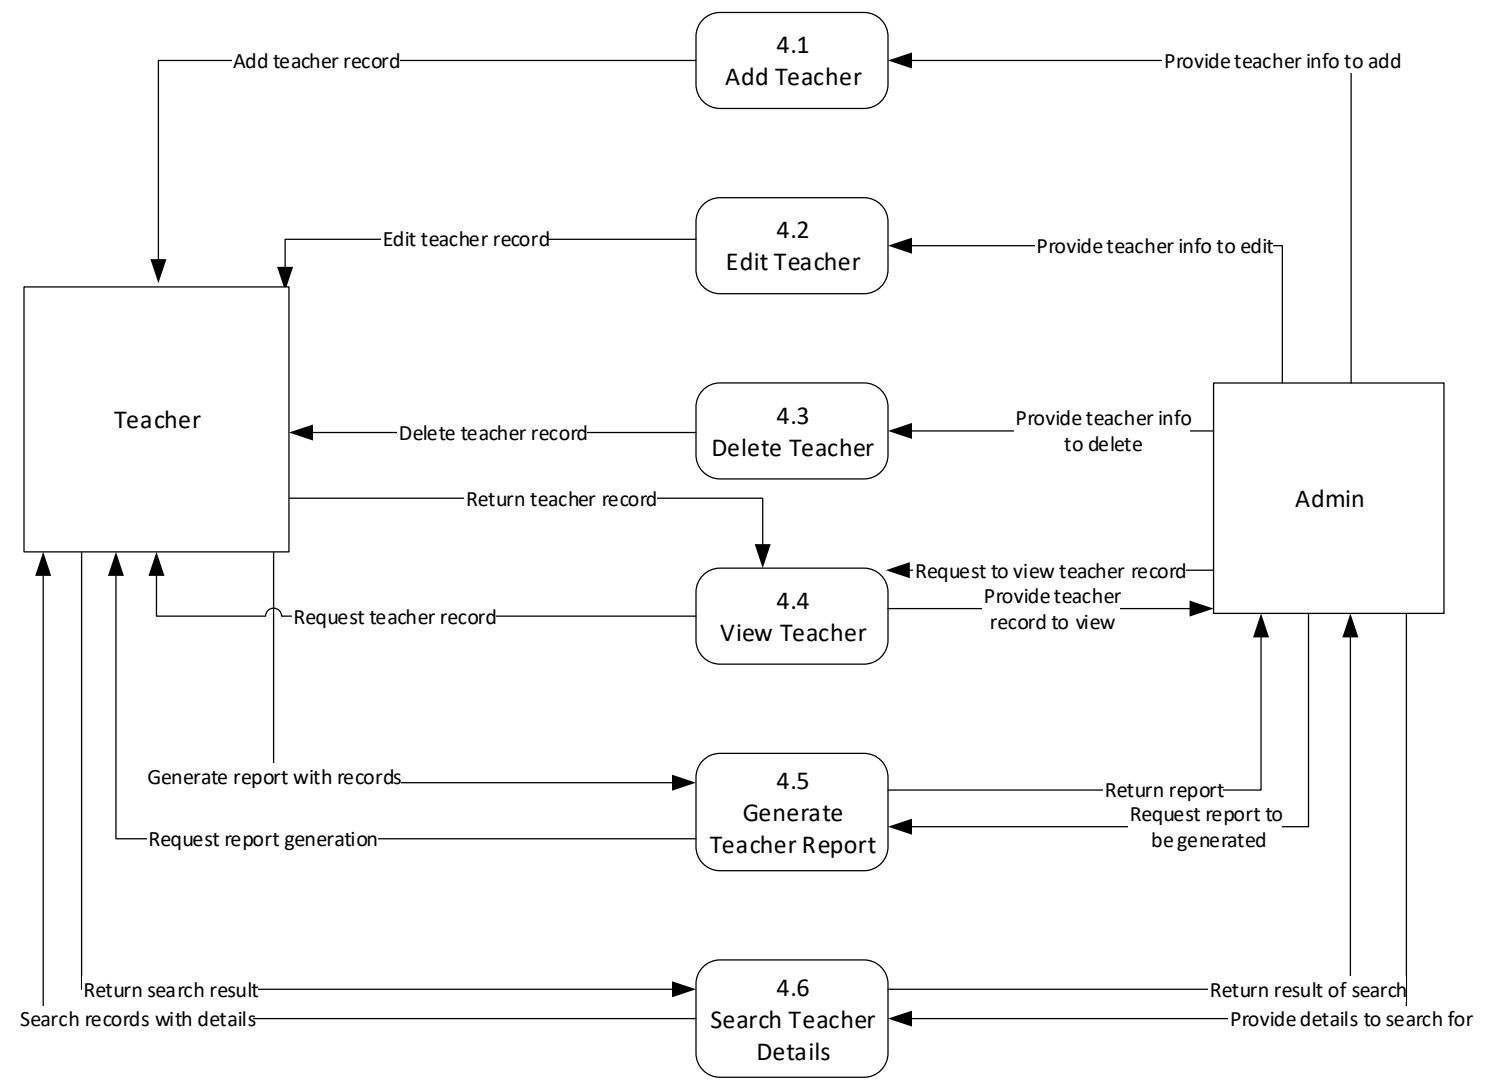 4.1
Add Teacher
Add teacher record
Provide teacher info to add
4.2
Edit Teacher
Edit teacher record
Provide teacher info to edit
Teacher
4.3
Delete Teacher
Delete teacher record
Provide teacher info
to delete
Admin
Return teacher record
Request to view teacher record
4.4
View Teacher
Request teacher record
Provide teacher
record to view
4.5
Generate
Teacher Report
Generate report with records
Return report
Request report to
be generated
Request report generation
4.6
Search Teacher
Details
Return search result
Return result of search
Search records with details
Provide details to search for